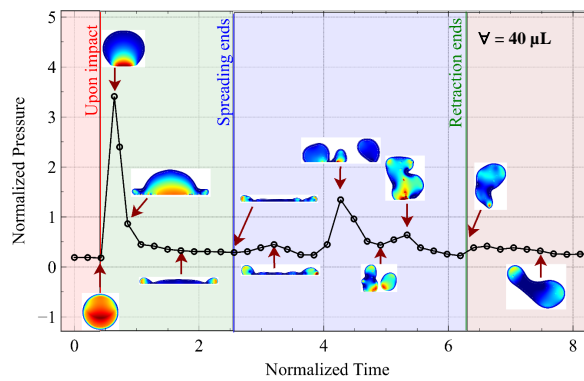 5
4
3
2
1
0
−1
0
2
4
6
8
Normalized Pressure
Normalized Time
Upon impact
Spreading ends
Retraction ends
∀ = 40 µL